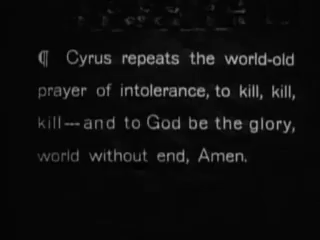 ¶ Cyrus repeats the world-old
prayer of intolerance, to kill, kill,
kill—and to God be the glory,
world without end, Amen.